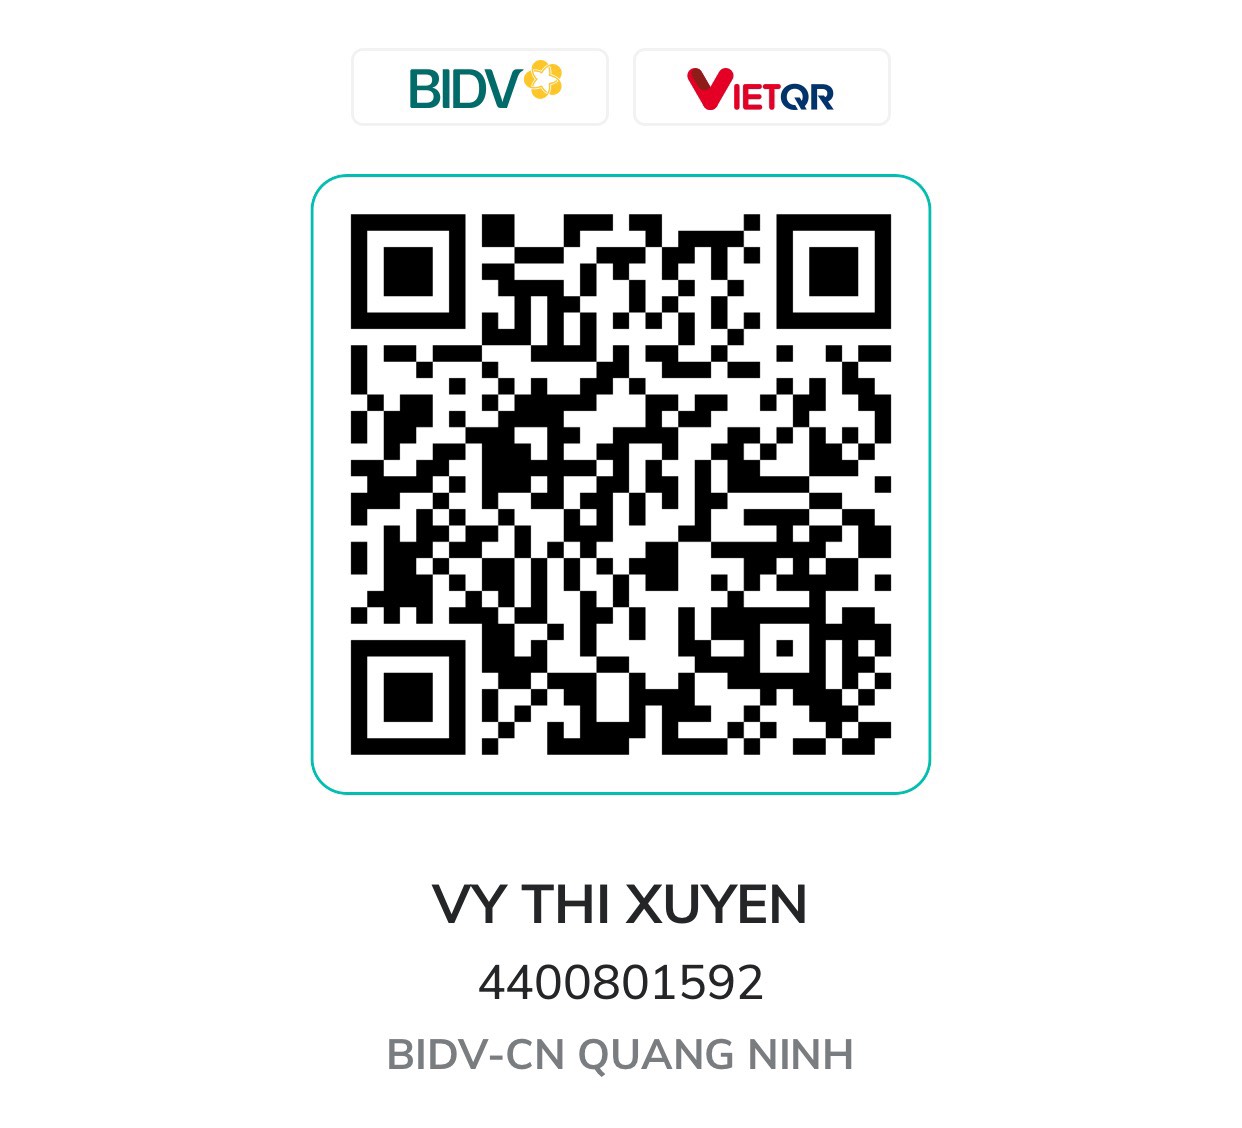 BIDV
VIETQR
VY THI XUYEN
4400801592
BIDV-CN QUANG NINH